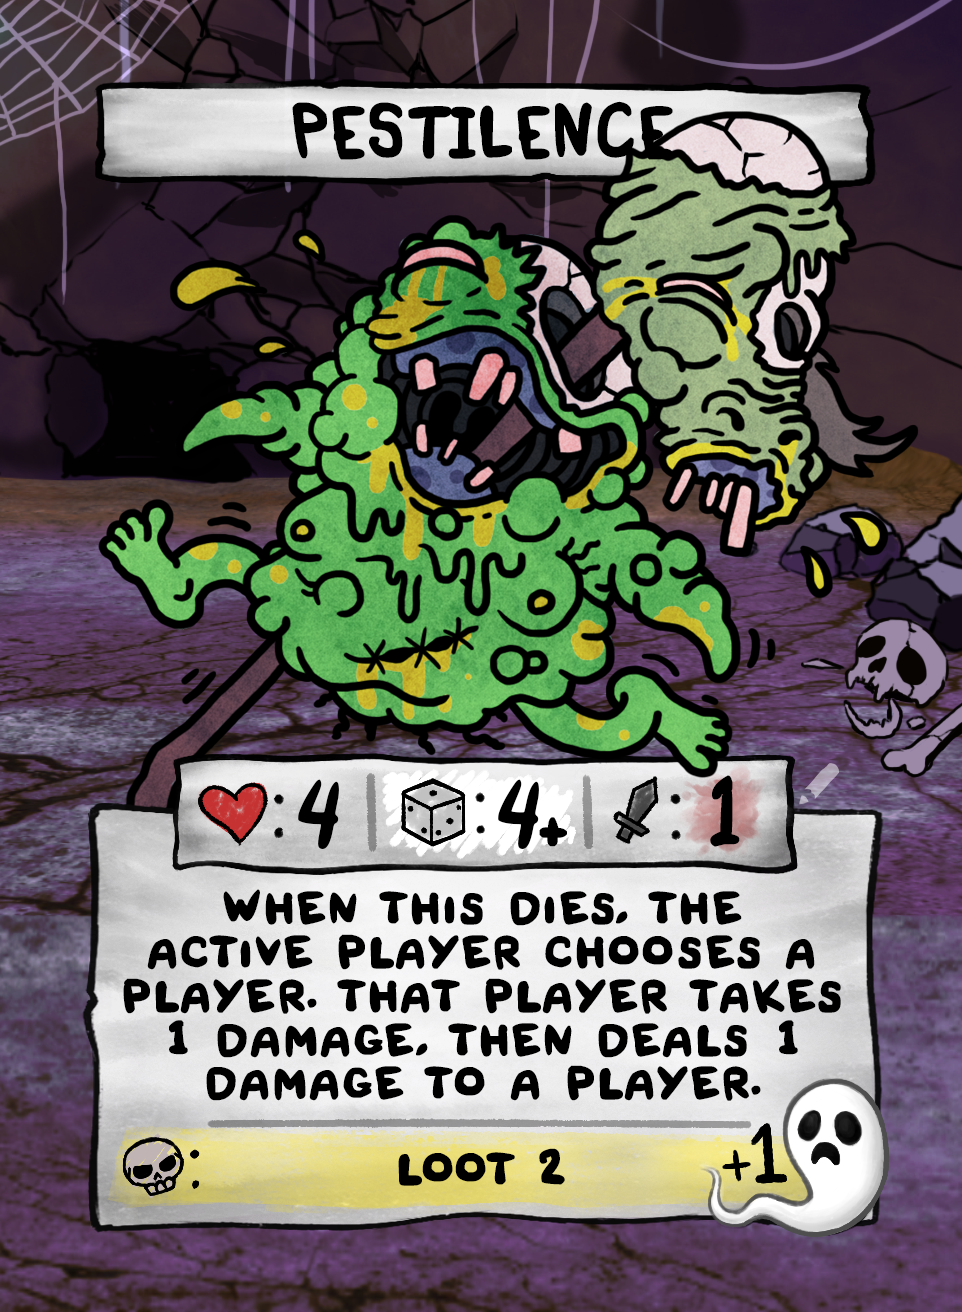 PESTILENCE
: 4 : 4+ : 1
WHEN THIS DIES, THE
ACTIVE PLAYER CHOOSES A
PLAYER. THAT PLAYER TAKES
1 DAMAGE, THEN DEALS 1
DAMAGE TO A PLAYER.
: LOOT 2 +1